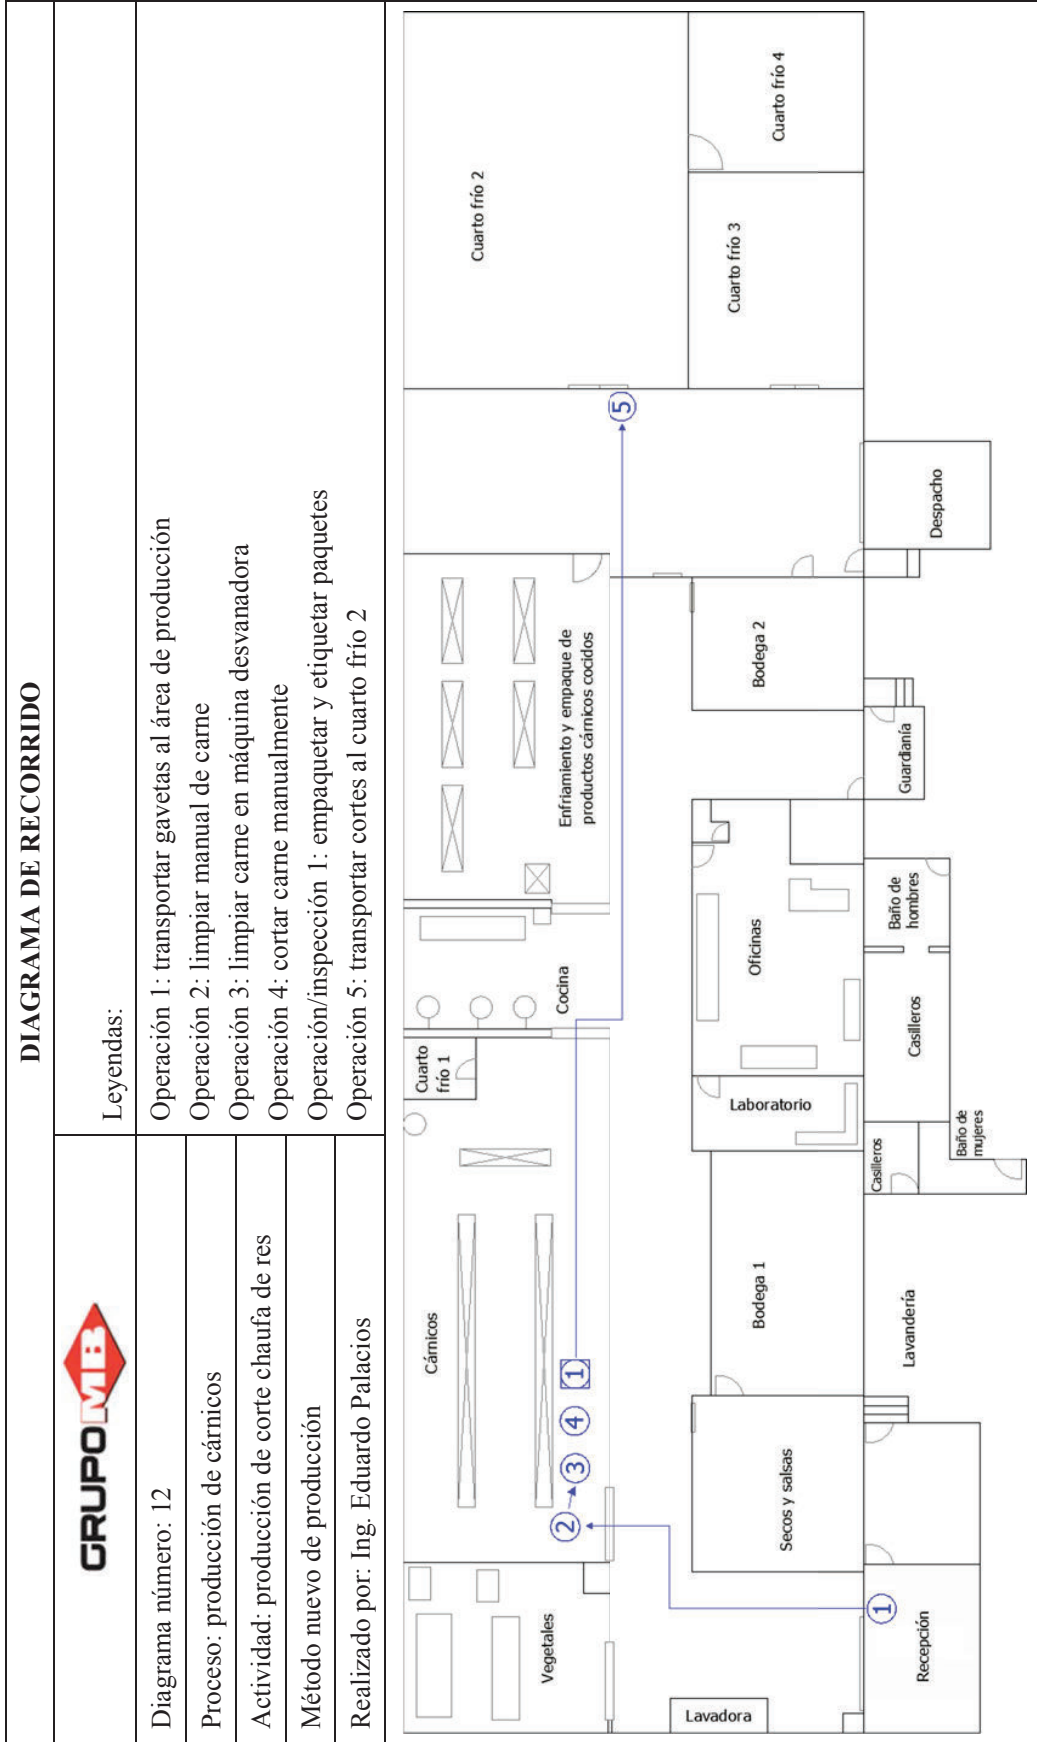 DIAGRAMA DE RECORRIDO
GRUPO MB
Leyendas:
Diagrama número: 12
Proceso: producción de cárnicos
Actividad: producción de corte chaufa de res
Método nuevo de producción
Realizado por: Ing. Eduardo Palacios
Operación 1: transportar gavetas al área de producción
Operación 2: limpiar manual de carne
Operación 3: limpiar carne en máquina desvanadora
Operación 4: cortar carne manualmente
Operación/inspección 1: empaquetar y etiquetar paquetes
Operación 5: transportar cortes al cuarto frío 2
Vegetales
Cárnicos
Cuarto
frío 1
Cocina
Enfriamiento y empaque de
productos cárnicos cocidos
Cuarto frío 2
Cuarto frío 3
Cuarto frío 4
2
3
4
1
5
Lavadora
Secos y salsas
Bodega 1
Laboratorio
Oficinas
Bodega 2
1
Recepción
Lavandería
Casilleros
Baño de
mujeres
Casilleros
Baño de
hombres
Guardianía
Despacho